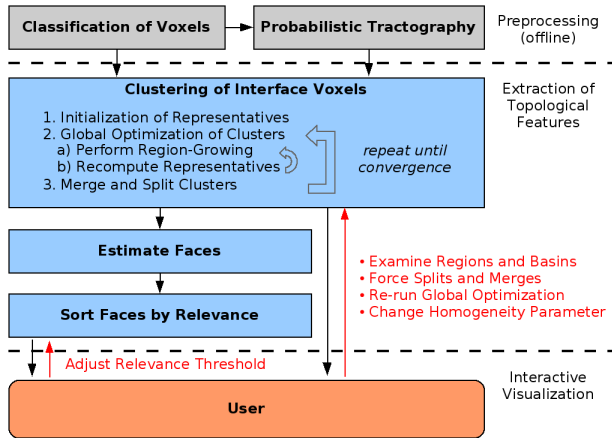 Classification of Voxels
Probabilistic Tractography
Preprocessing
(offline)
Clustering of Interface Voxels
1. Initialization of Representatives
2. Global Optimization of Clusters
a) Perform Region-Growing
b) Recompute Representatives
3. Merge and Split Clusters
repeat until
convergence
Extraction of
Topological
Features
Estimate Faces
Sort Faces by Relevance
• Examine Regions and Basins
• Force Splits and Merges
• Re-run Global Optimization
• Change Homogeneity Parameter
Adjust Relevance Threshold
User
Interactive
Visualization